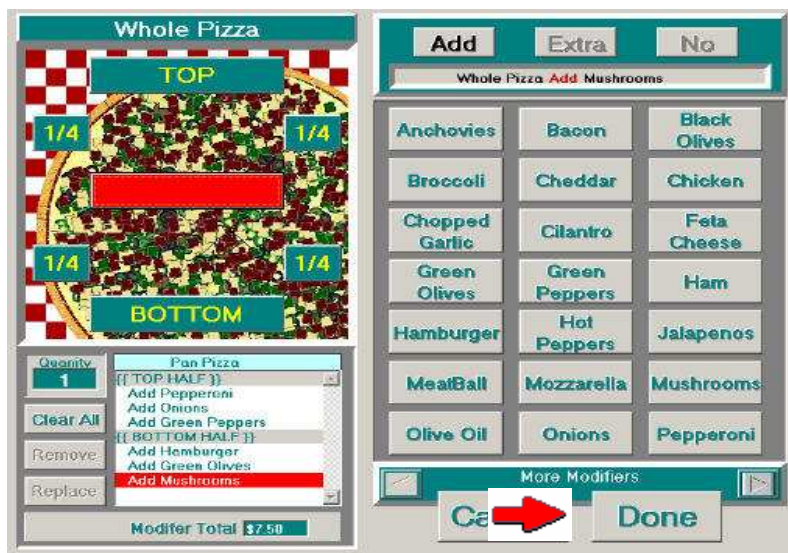 Whole Pizza
TOP
1/4
1/4
1/4
1/4
BOTTOM
Quanity
1
Clear All
Remove
Replace
Pan Pizza
{{ TOP HALF }}
Add Pepperoni
Add Onions
Add Green Peppers
{{ BOTTOM HALF }}
Add Hamburger
Add Green Olives
Add Mushrooms
Modifer Total $7.50
Add
Extra
No
Whole Pizza Add Mushrooms
Anchovies
Bacon
Black
Olives
Broccoli
Cheddar
Chicken
Chopped
Garlic
Cilantro
Feta
Cheese
Green
Olives
Green
Peppers
Ham
Hamburger
Hot
Peppers
Jalapenos
MeatBall
Mozzarella
Mushrooms
Olive Oil
Onions
Pepperoni
More Modifiers
Done